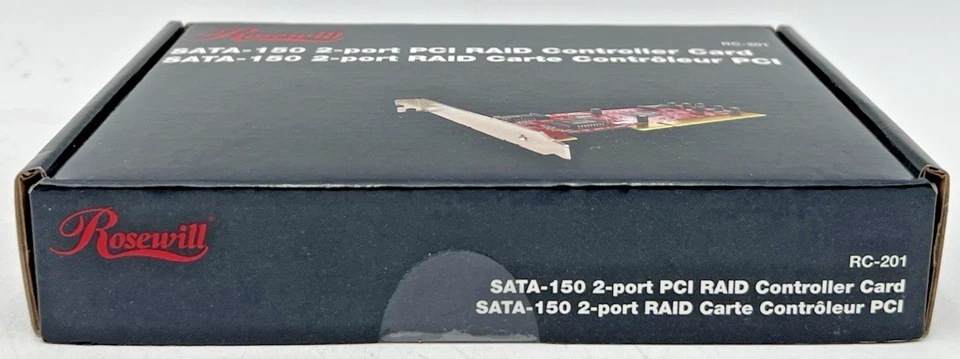 Rosewill
RC-201
SATA-150 2-port PCI RAID Controller Card
SATA-150 2-port RAID Carte Contrôleur PCI
Rosewill
RC-201
SATA-150 2-port PCI RAID Controller Card
SATA-150 2-port RAID Carte Contrôleur PCI